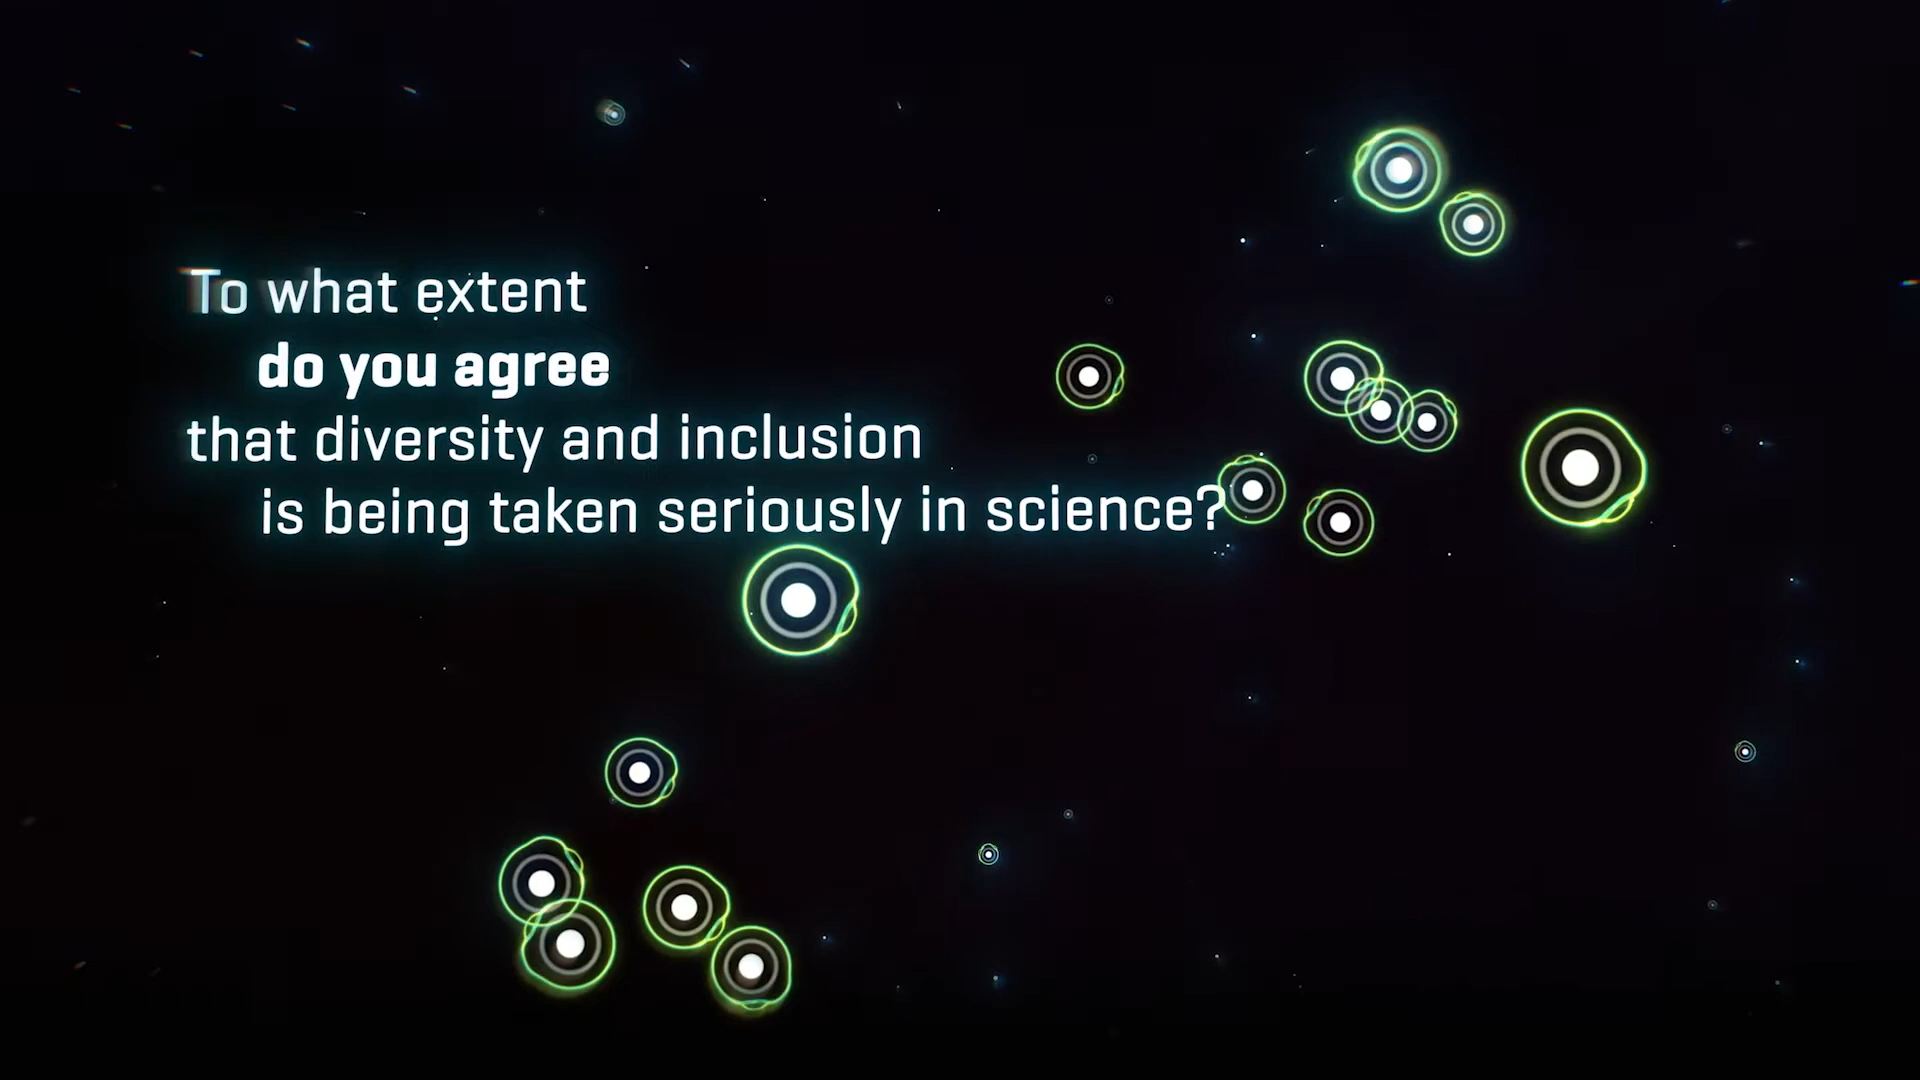 To what extent
do you agree
that diversity and inclusion
is being taken seriously in science?